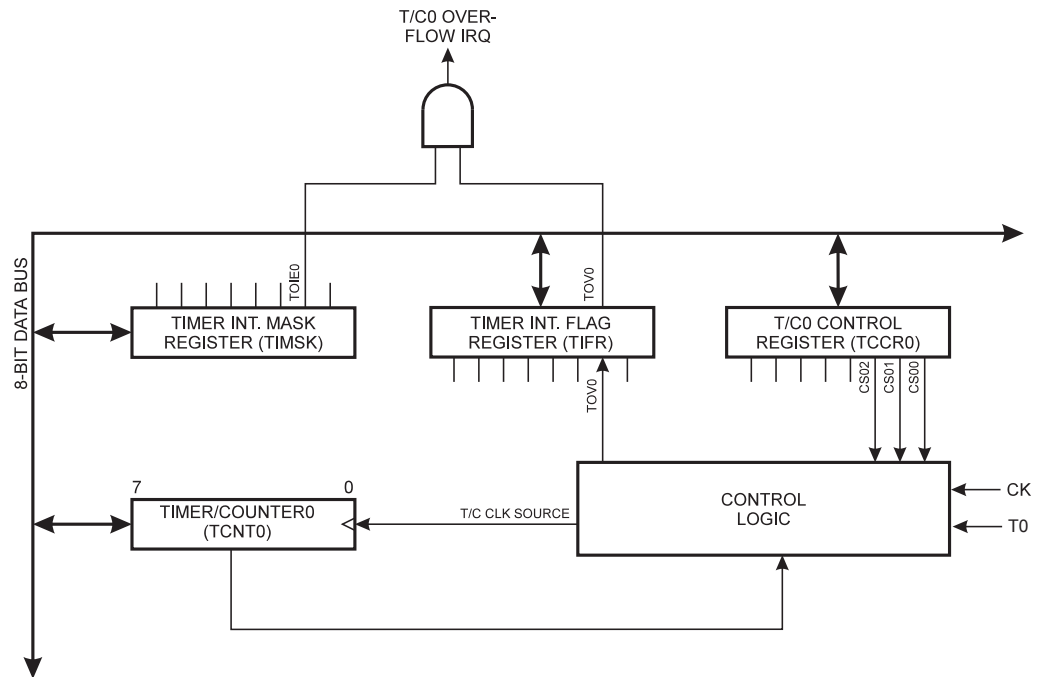 T/C0 OVER-
FLOW IRQ
8-BIT DATA BUS
TOIE0
TOV0
TIMER INT. MASK
REGISTER (TIMSK)
TIMER INT. FLAG
REGISTER (TIFR)
T/C0 CONTROL
REGISTER (TCCR0)
TOV0
CS02
CS01
CS00
7
0
TIMER/COUNTER0
(TCNT0)
T/C CLK SOURCE
CONTROL
LOGIC
CK
T0